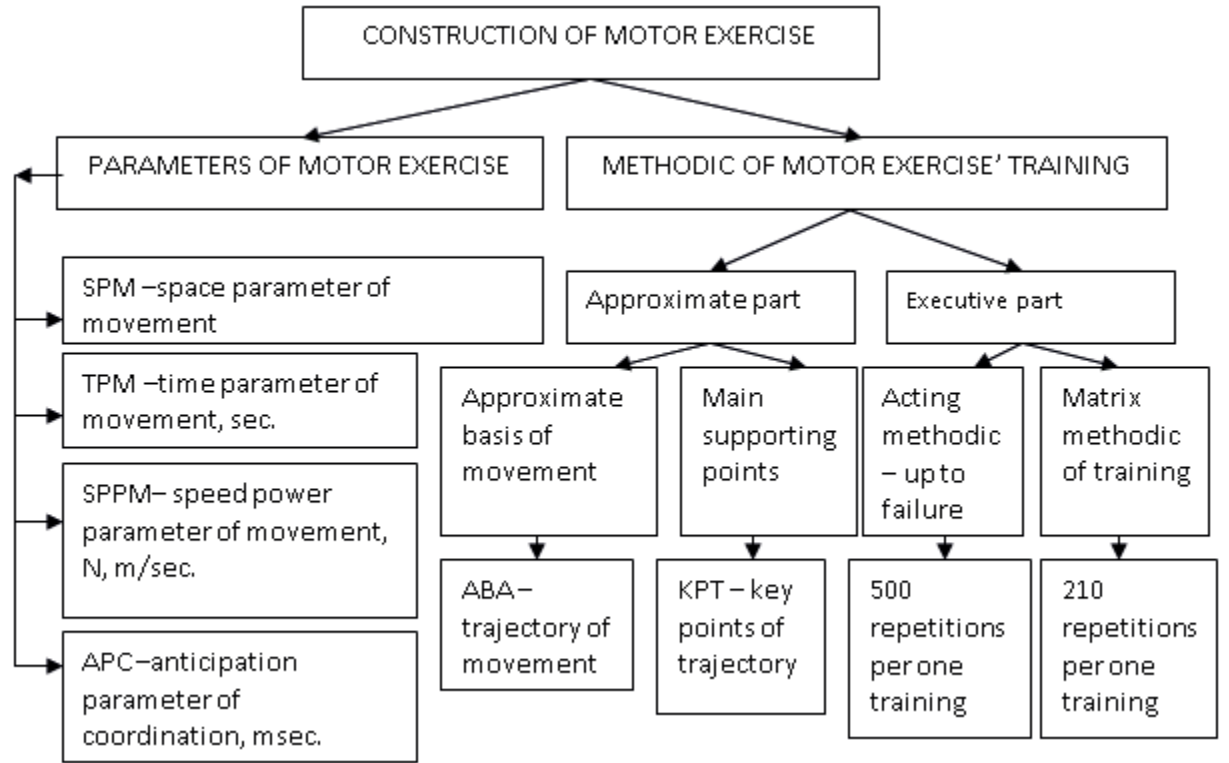 CONSTRUCTION OF MOTOR EXERCISE
PARAMETERS OF MOTOR EXERCISE
METHODIC OF MOTOR EXERCISE’ TRAINING
SPM –space parameter of
movement
TPM –time parameter of
movement, sec.
SPPM– speed power
parameter of movement,
N, m/sec.
APC–anticipation
parameter of
coordination, msec.
Approximate part
Executive part
Approximate
basis of
movement
Main
supporting
points
Acting
methodic
– up to
failure
Matrix
methodic
of training
ABA –
trajectory of
movement
KPT – key
points of
trajectory
500
repetitions
per one
training
210
repetitions
per one
training